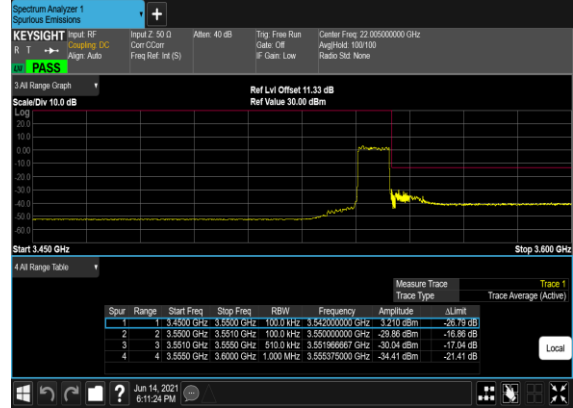 Spectrum Analyzer 1
Spurious Emissions
KEYSIGHT Input: RF Input Z: 50 Ω Atten: 40 dB Trig: Free Run Center Freq: 22.005000000 GHz
R T Coupling: DC Corr CCorr Gate: Off Avg|Hold: 100/100
Align: Auto Freq Ref: Int (S) IF Gain: Low Radio Std: None
PASS
3 All Range Graph
Ref Lvl Offset 11.33 dB
Scale/Div 10.0 dB Ref Value 30.00 dBm
Log
20.0
10.0
0.00
-10.0
-20.0
-30.0
-40.0
-50.0
-60.0
Start 3.450 GHz Stop 3.600 GHz
4 All Range Table
Measure Trace Trace 1
Trace Type Trace Average (Active)
Spur Range Start Freq Stop Freq RBW Frequency Amplitude ΔLimit
1 1 3.4500 GHz 3.5500 GHz 100.0 kHz 3.542000000 GHz 3.210 dBm -26.79 dB
2 2 3.5500 GHz 3.5510 GHz 100.0 kHz 3.550000000 GHz -29.86 dBm -16.86 dB
3 3 3.5510 GHz 3.5550 GHz 510.0 kHz 3.551966667 GHz -30.04 dBm -17.04 dB
4 4 3.5550 GHz 3.6000 GHz 1.000 MHz 3.555375000 GHz -34.41 dBm -21.41 dB
Local
Jun 14, 2021
6:11:24 PM